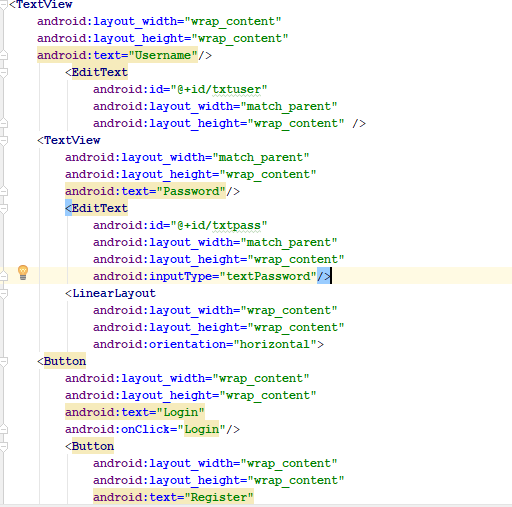 <TextView
android:layout_width="wrap_content"
android:layout_height="wrap_content"
android:text="Username"/>
<EditText
android:id="@+id/txtuser"
android:layout_width="match_parent"
android:layout_height="wrap_content" />
<TextView
android:layout_width="match_parent"
android:layout_height="wrap_content"
android:text="Password"/>
<EditText
android:id="@+id/txtpass"
android:layout_width="match_parent"
android:layout_height="wrap_content"
android:inputType="textPassword"/>
<LinearLayout
android:layout_width="wrap_content"
android:layout_height="wrap_content"
android:orientation="horizontal">
<Button
android:layout_width="wrap_content"
android:layout_height="wrap_content"
android:text="Login"
android:onClick="Login"/>
<Button
android:layout_width="wrap_content"
android:layout_height="wrap_content"
android:text="Register"